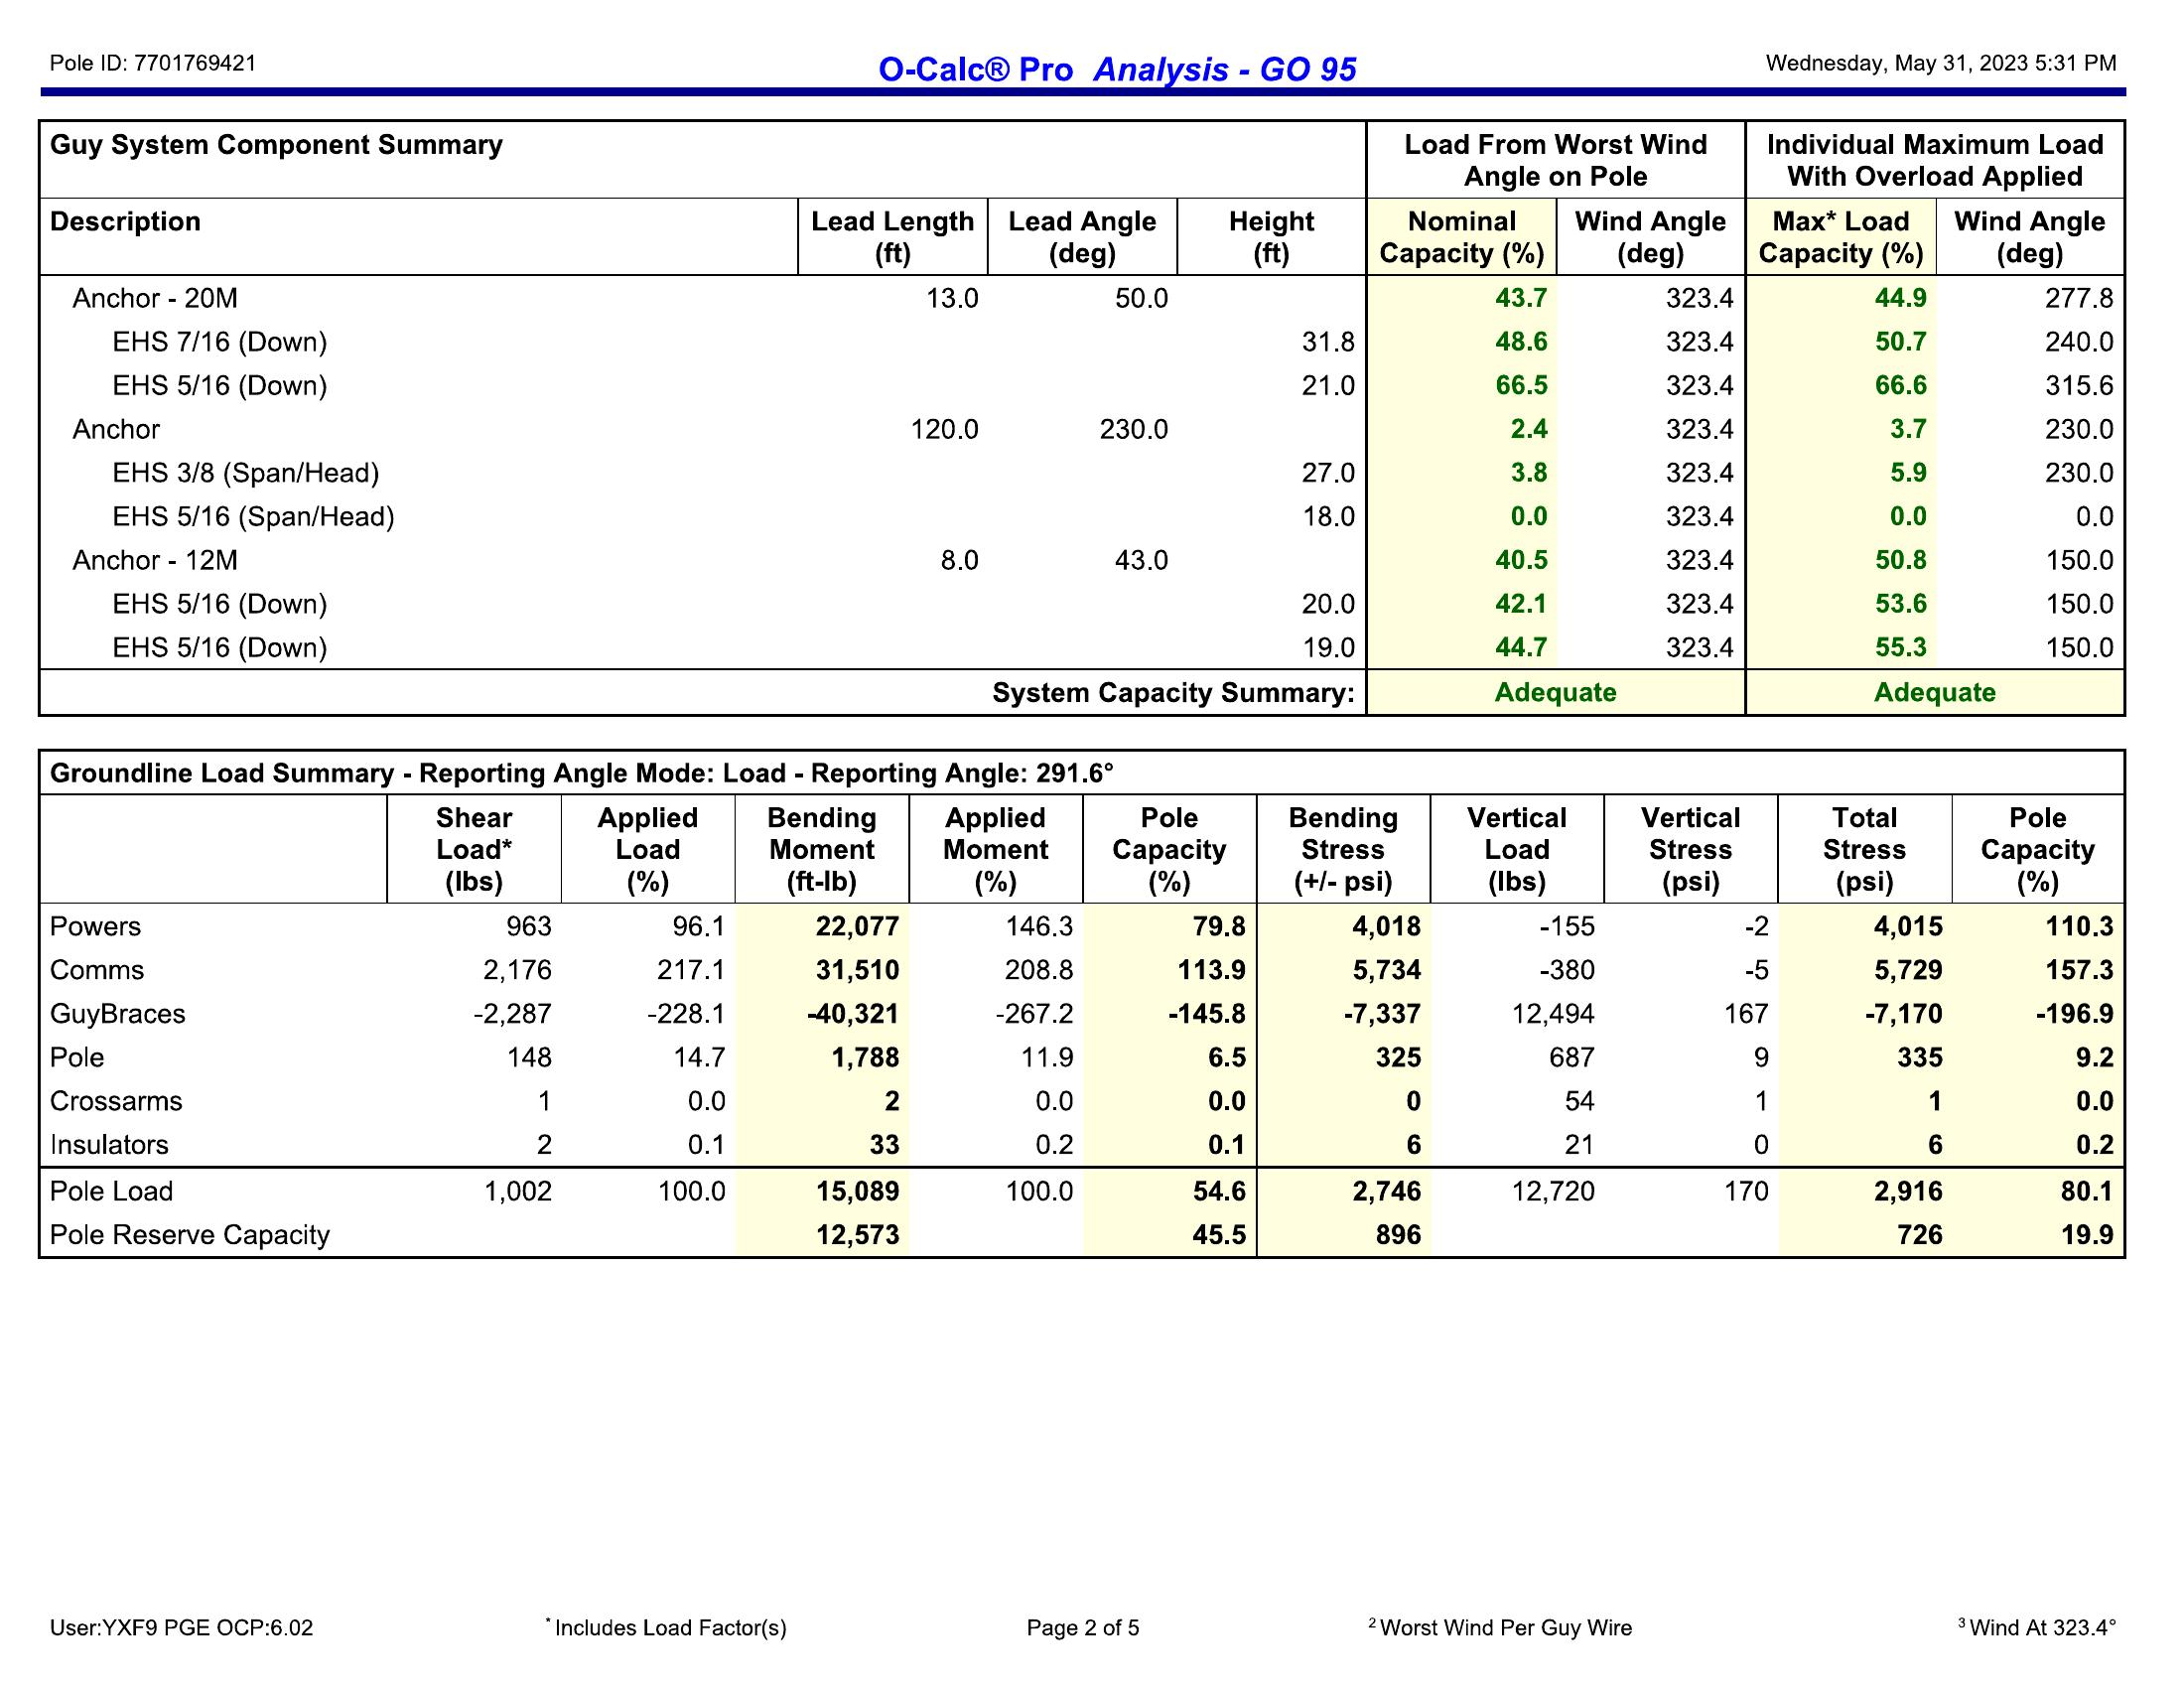 Pole ID: 7701769421
O-Calc® Pro Analysis - GO 95
Wednesday, May 31, 2023 5:31 PM
Guy System Component Summary
Load From Worst Wind Angle on Pole
Individual Maximum Load With Overload Applied
Description Lead Length (ft) Lead Angle (deg) Height (ft) Nominal Capacity (%) Wind Angle (deg) Max* Load Capacity (%) Wind Angle (deg)
Anchor - 20M 13.0 50.0 43.7 323.4 44.9 277.8
EHS 7/16 (Down) 31.8 48.6 323.4 50.7 240.0
EHS 5/16 (Down) 21.0 66.5 323.4 66.6 315.6
Anchor 120.0 230.0 2.4 323.4 3.7 230.0
EHS 3/8 (Span/Head) 27.0 3.8 323.4 5.9 230.0
EHS 5/16 (Span/Head) 18.0 0.0 323.4 0.0 0.0
Anchor - 12M 8.0 43.0 40.5 323.4 50.8 150.0
EHS 5/16 (Down) 20.0 42.1 323.4 53.6 150.0
EHS 5/16 (Down) 19.0 44.7 323.4 55.3 150.0
System Capacity Summary: Adequate Adequate
Groundline Load Summary - Reporting Angle Mode: Load - Reporting Angle: 291.6°
Shear Load* (lbs) Applied Load (%) Bending Moment (ft-lb) Applied Moment (%) Pole Capacity (%) Bending Stress (+/- psi) Vertical Load (lbs) Vertical Stress (psi) Total Stress (psi) Pole Capacity (%)
Powers 963 96.1 22,077 146.3 79.8 4,018 -155 -2 4,015 110.3
Comms 2,176 217.1 31,510 208.8 113.9 5,734 -380 -5 5,729 157.3
GuyBraces -2,287 -228.1 -40,321 -267.2 -145.8 -7,337 12,494 167 -7,170 -196.9
Pole 148 14.7 1,788 11.9 6.5 325 687 9 335 9.2
Crossarms 1 0.0 2 0.0 0.0 0 54 1 1 0.0
Insulators 2 0.1 33 0.2 0.1 6 21 0 6 0.2
Pole Load 1,002 100.0 15,089 100.0 54.6 2,746 12,720 170 2,916 80.1
Pole Reserve Capacity 12,573 45.5 896 726 19.9
User:YXF9 PGE OCP:6.02
* Includes Load Factor(s)
Page 2 of 5
2 Worst Wind Per Guy Wire
3 Wind At 323.4°